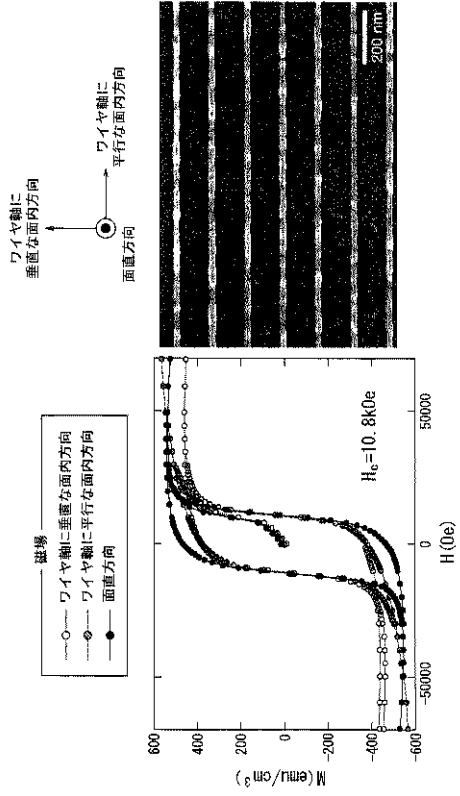 磁場
ワイヤ軸に垂直な面内方向
ワイヤ軸に平行な面内方向
面直方向
600
400
200
0
-200
-400
-600
M(emu/cm³)
Hc=10.8kOe
-50000
0
50000
H(Oe)
ワイヤ軸に
垂直な面内方向
ワイヤ軸に
平行な面内方向
面直方向
200 nm